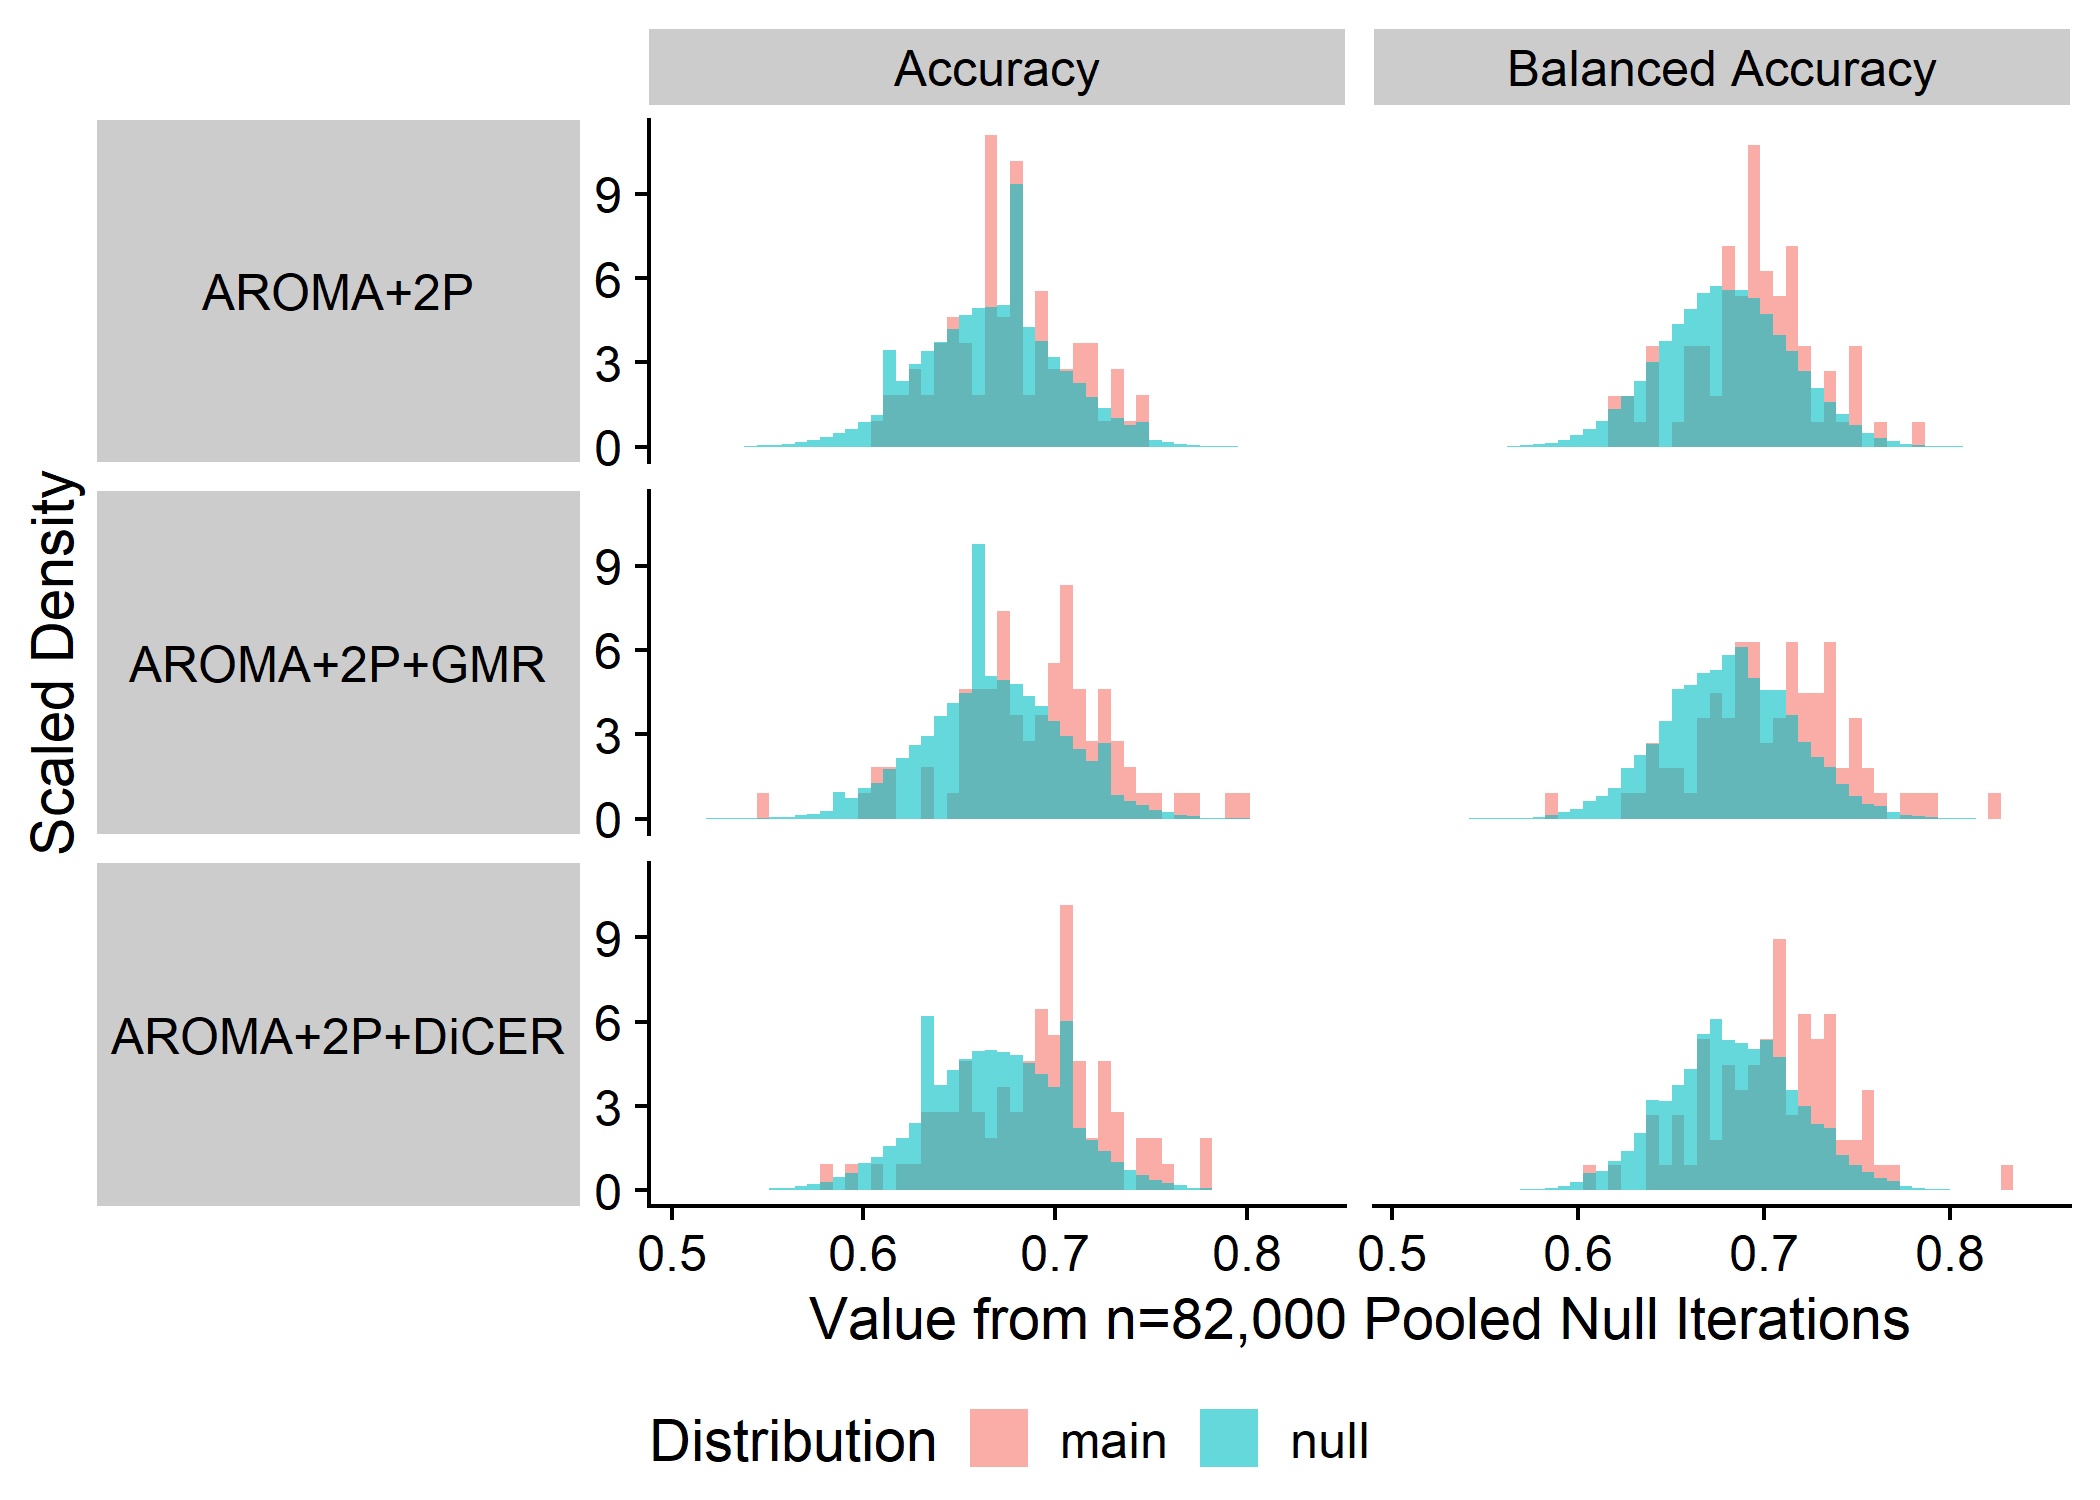 Accuracy
Balanced Accuracy
AROMA+2P
9
6
3
0
AROMA+2P+GMR
9
6
3
0
AROMA+2P+DiCER
9
6
3
0
Scaled Density
0.5 0.6 0.7 0.8 0.5 0.6 0.7 0.8
Value from n=82,000 Pooled Null Iterations
Distribution main null